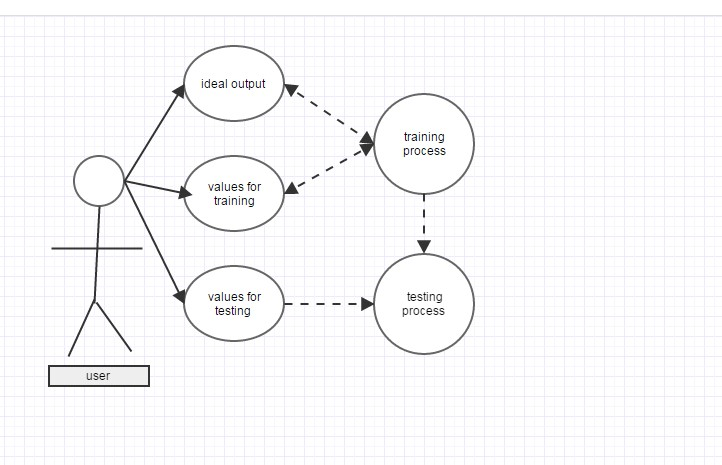 ideal output
training
process
values for
training
values for
testing
testing
process
user